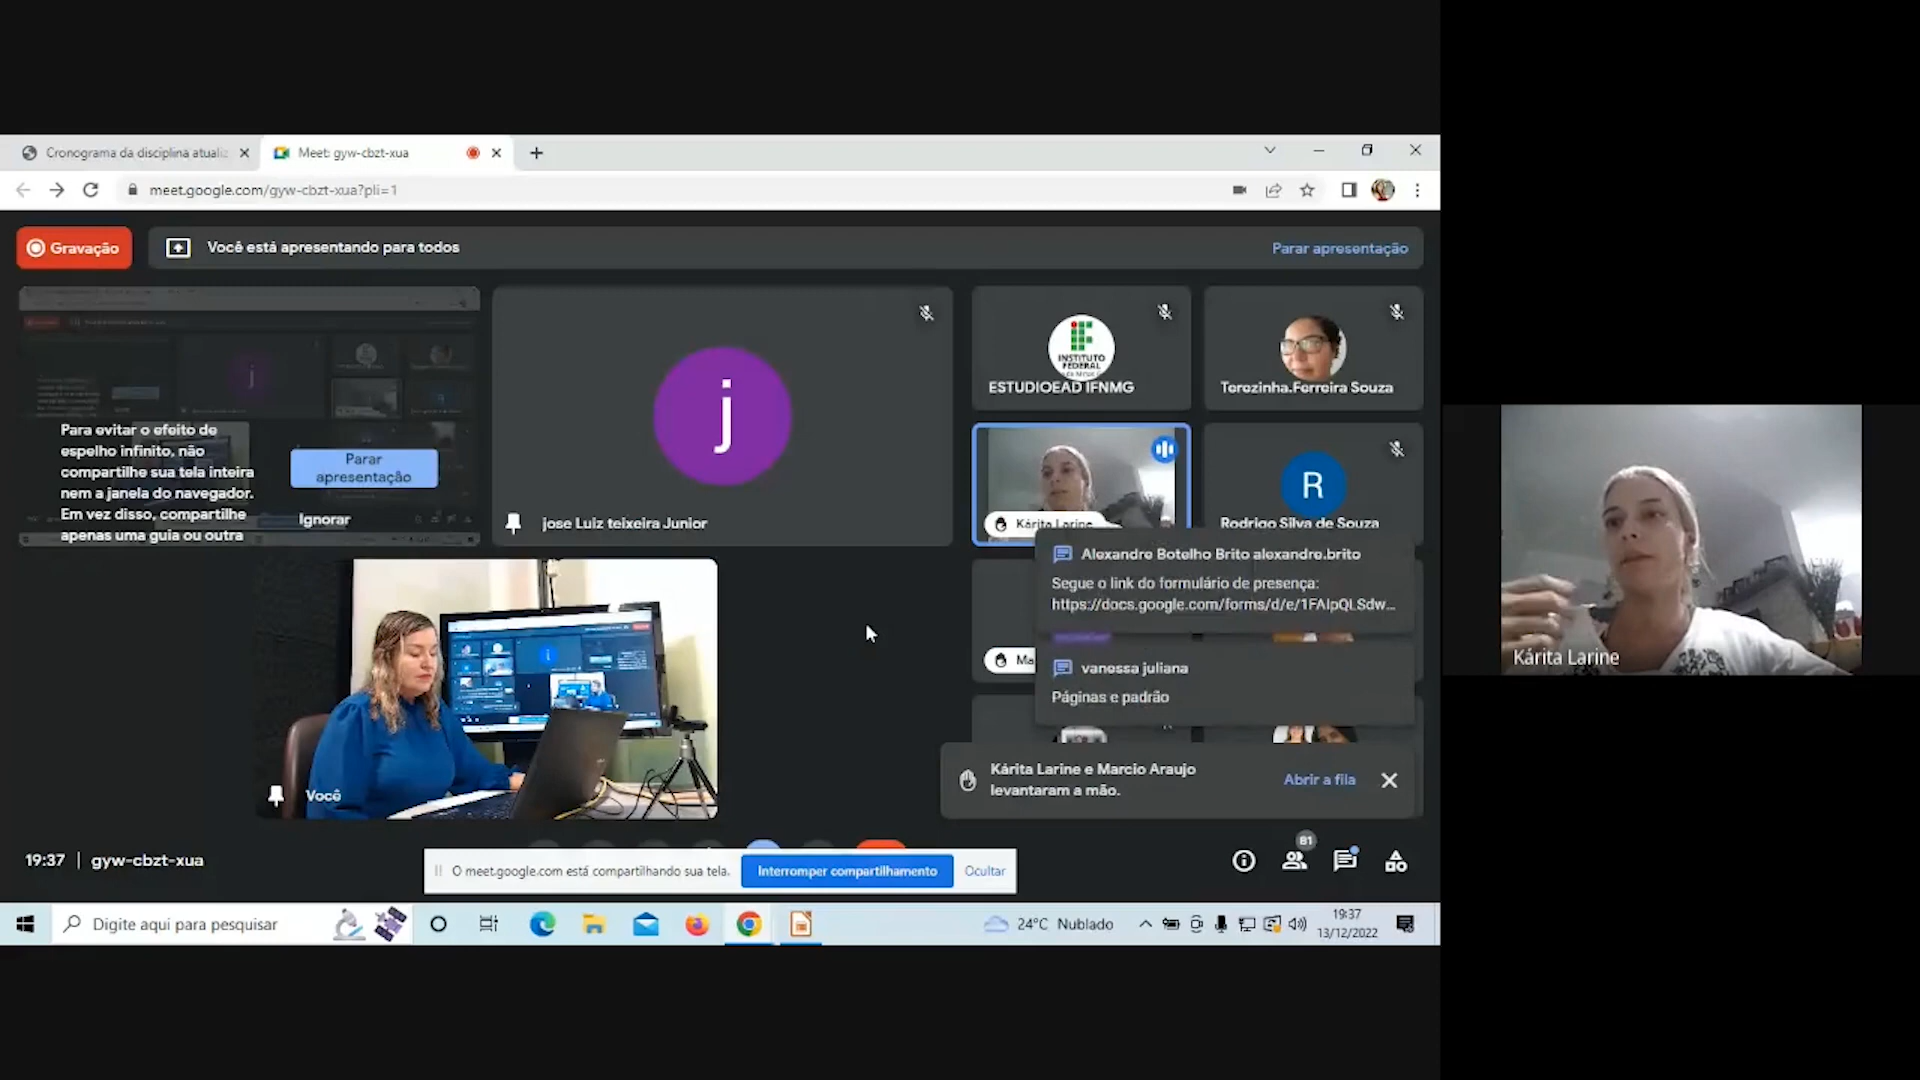 Cronograma da disciplina atualiz
Meet: gyw-cbzt-xua
meet.google.com/gyw-cbzt-xua?pli=1
Gravação
Você está apresentando para todos
Parar apresentação
Para evitar o efeito de
espelho infinito, não
compartilhe sua tela inteira
nem a janela do navegador.
Em vez disso, compartilhe
apenas uma guia ou outra
Parar
apresentação
Ignorar
j
jose Luiz teixeira Junior
INSTITUTO
FEDERAL
ESTUDIOEAD IFNMG
Terezinha.Ferreira Souza
Kárita Larine
R
Rodrigo Silva de Souza
Alexandre Botelho Brito alexandre.brito
Segue o link do formulário de presença:
https://docs.google.com/forms/d/e/1FAIpQLSdw...
Ma
vanessa juliana
Páginas e padrão
Kárita Larine e Marcio Araujo
levantaram a mão.
Abrir a fila
Você
Kárita Larine
19:37 | gyw-cbzt-xua
81
O meet.google.com está compartilhando sua tela.
Interromper compartilhamento
Ocultar
Digite aqui para pesquisar
24°C Nublado
19:37
13/12/2022